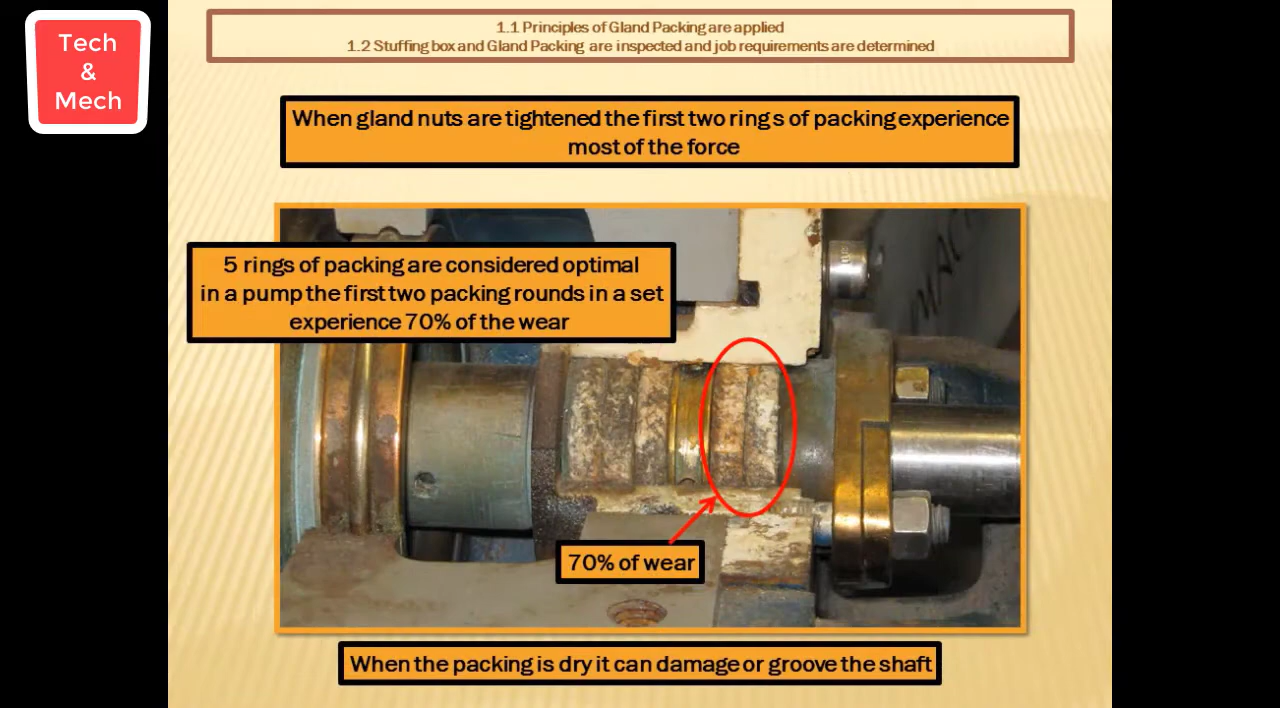 Tech
&
Mech
1.1 Principles of Gland Packing are applied
1.2 Stuffing box and Gland Packing are inspected and job requirements are determined
When gland nuts are tightened the first two rings of packing experience
most of the force
5 rings of packing are considered optimal
in a pump the first two packing rounds in a set
experience 70% of the wear
70% of wear
When the packing is dry it can damage or groove the shaft